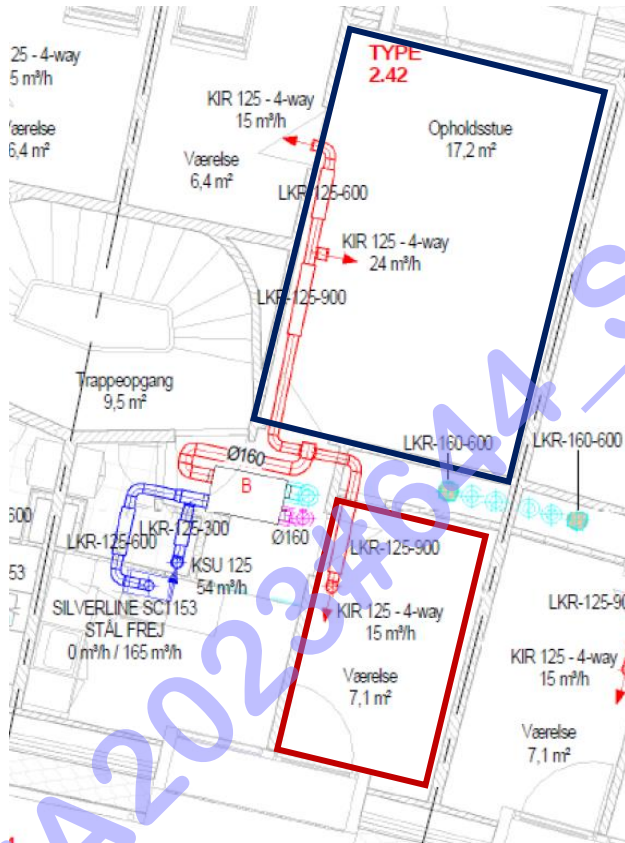 TYPE
2.42
25 - 4-way
5 m³/h
Værelse
6,4 m²
KIR 125 - 4-way
15 m³/h
Værelse
6,4 m²
Opholdsstue
17,2 m²
LKR-125-600
KIR 125 - 4-way
24 m³/h
LKR-125-900
Trappeopgang
9,5 m²
Ø160
B
LKR-160-600
LKR-160-600
Ø160
LKR-125-300
LKR-125-600
KSU 125
54 m³/h
LKR-125-900
SILVERLINE SC1153
STÅL FREJ
0 m³/h / 165 m³/h
KIR 125 - 4-way
15 m³/h
Værelse
7,1 m²
LKR-125-90
KIR 125 - 4-way
15 m³/h
Værelse
7,1 m²
600
53
A2023#644_S